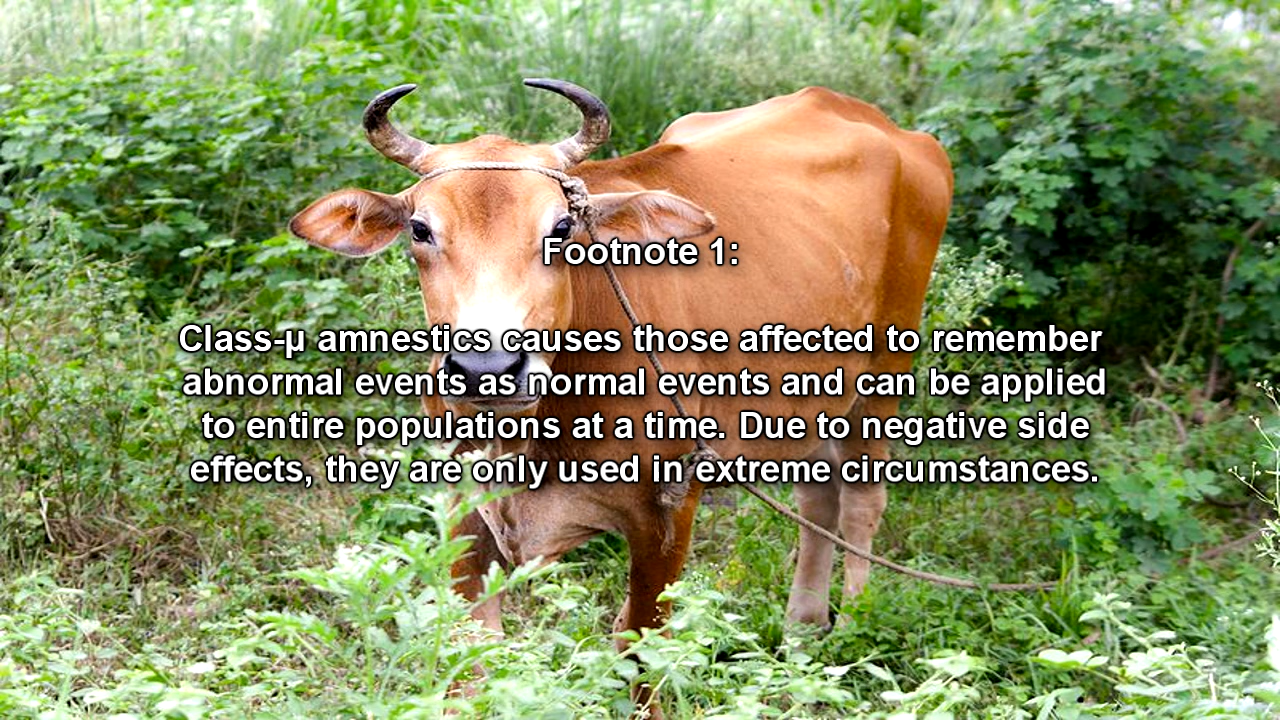 Footnote 1:
Class-μ amnestics causes those affected to remember
abnormal events as normal events and can be applied
to entire populations at a time. Due to negative side
effects, they are only used in extreme circumstances.